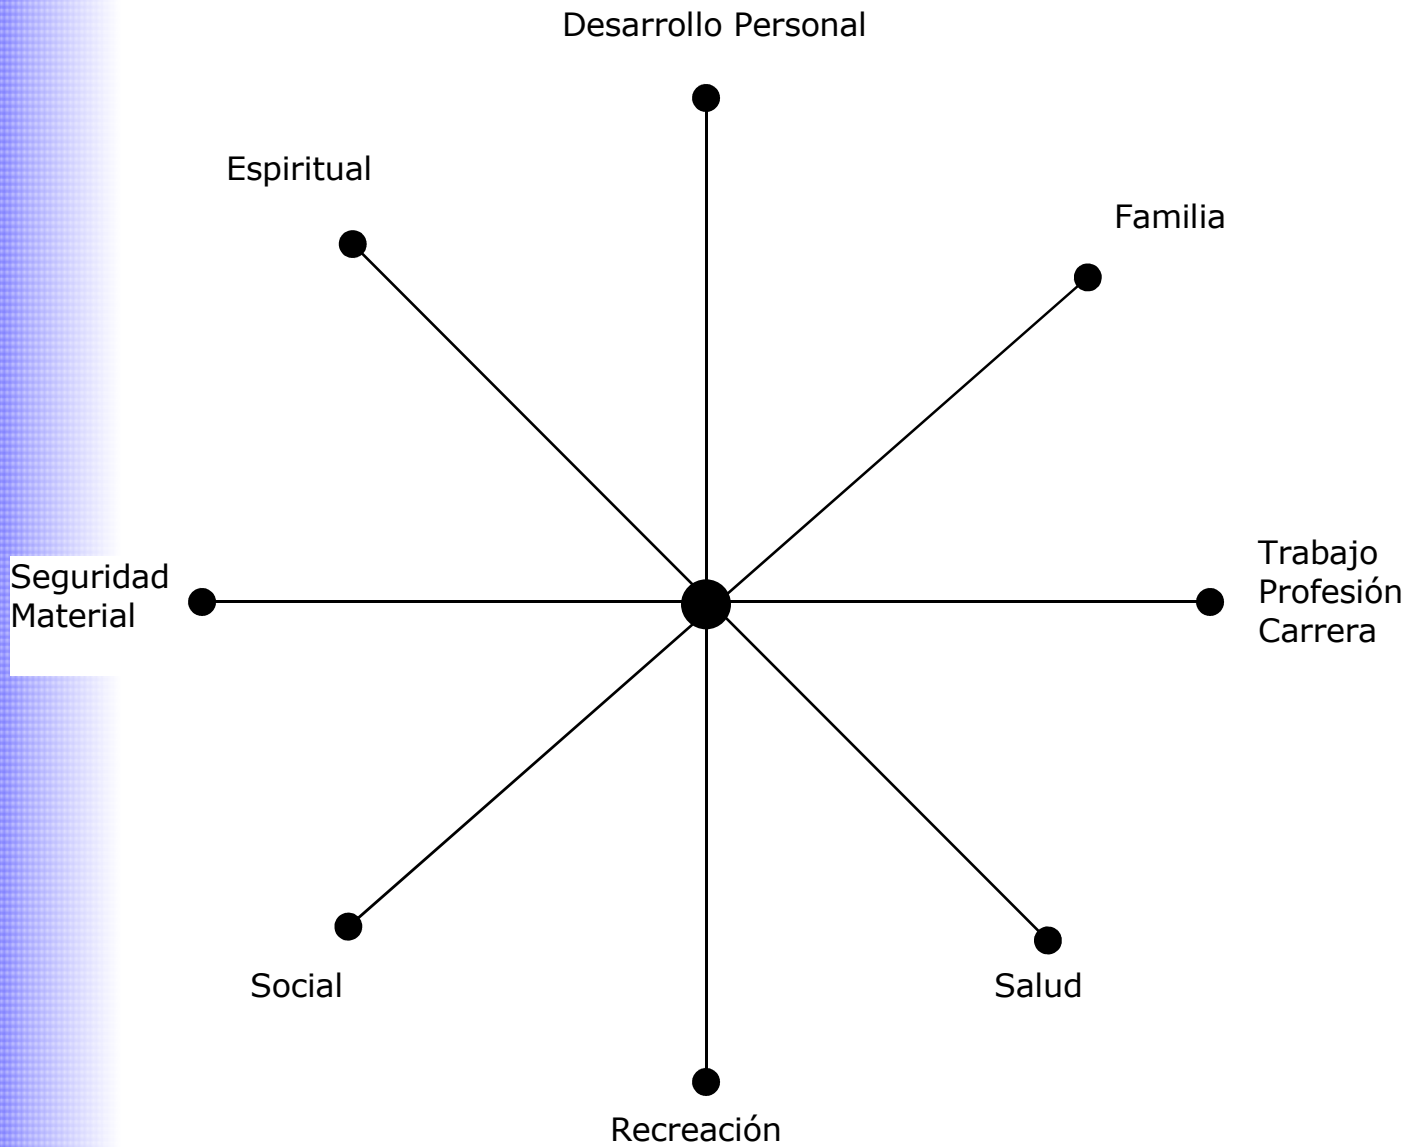 Desarrollo Personal
Espiritual
Familia
Trabajo
Profesión
Carrera
Seguridad
Material
Social
Salud
Recreación